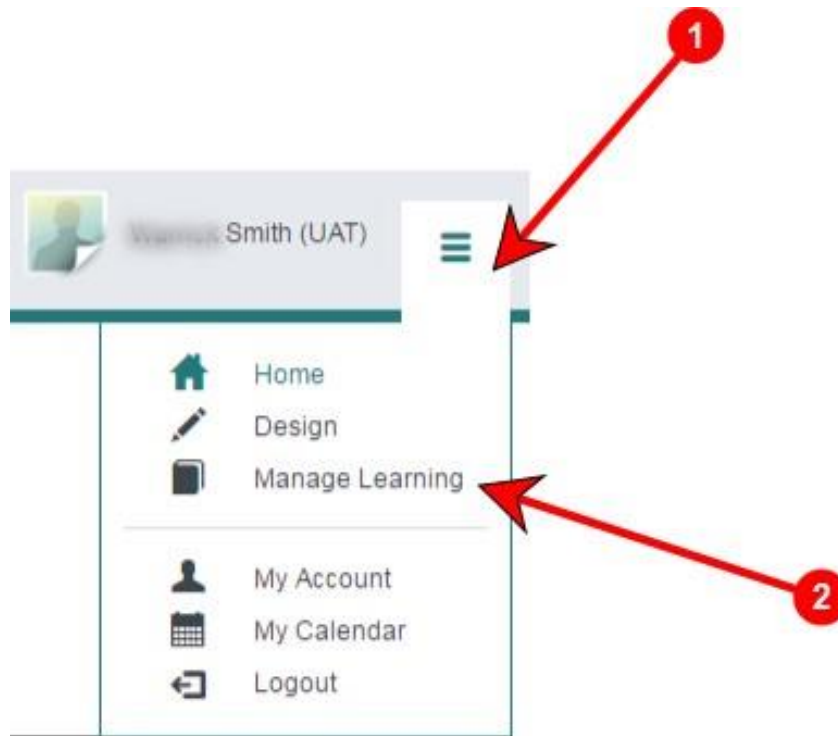 1
Smith (UAT)
Home
Design
Manage Learning
2
My Account
My Calendar
Logout